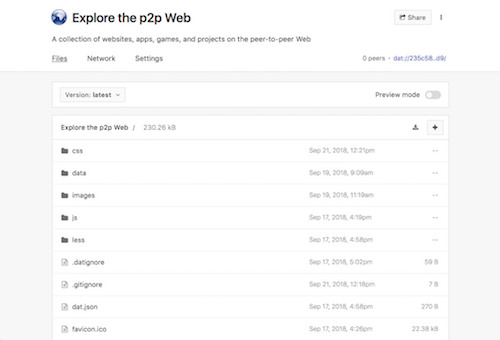 Explore the p2p Web
Share
A collection of websites, apps, games, and projects on the peer-to-peer Web
Files Network Settings 0 peers · dat://235c58..d9/
Version: latest Preview mode
Explore the p2p Web / 230.26 kB
css Sep 21, 2018, 12:21pm --
data Sep 19, 2018, 9:09am --
images Sep 19, 2018, 11:19am --
js Sep 17, 2018, 4:19pm --
less Sep 17, 2018, 4:58pm --
.datignore Sep 17, 2018, 5:02pm 59 B
.gitignore Sep 21, 2018, 12:18pm 7 B
dat.json Sep 17, 2018, 4:58pm 270 B
favicon.ico Sep 17, 2018, 4:26pm 22.38 kB